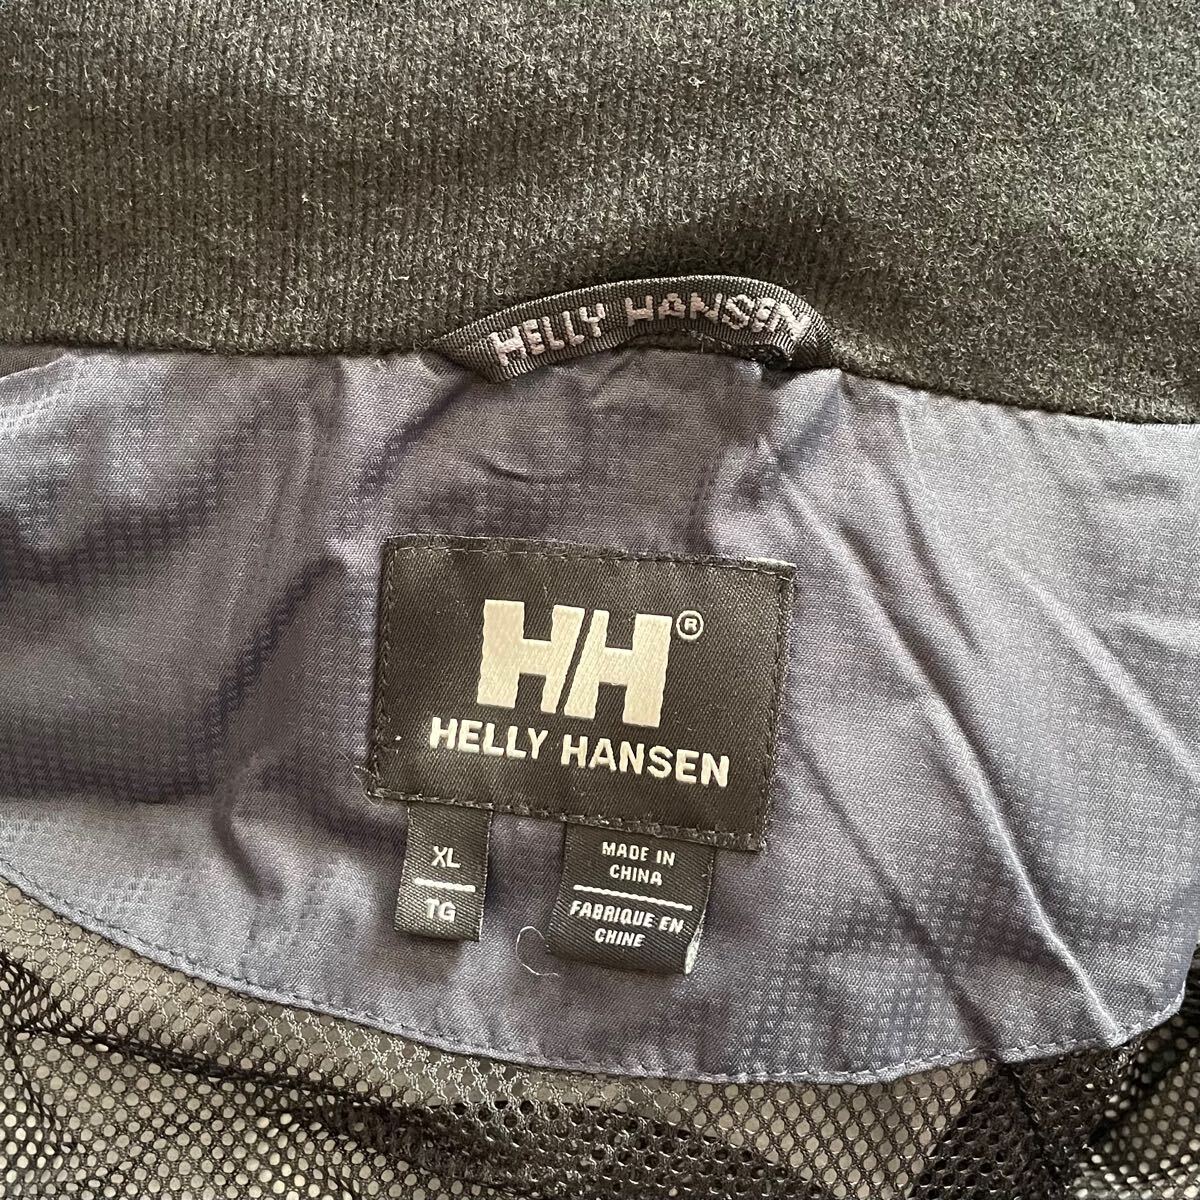 HELLY HANSEN
HH®
HELLY HANSEN
XL
TG
MADE IN
CHINA
FABRIQUE EN
CHINE